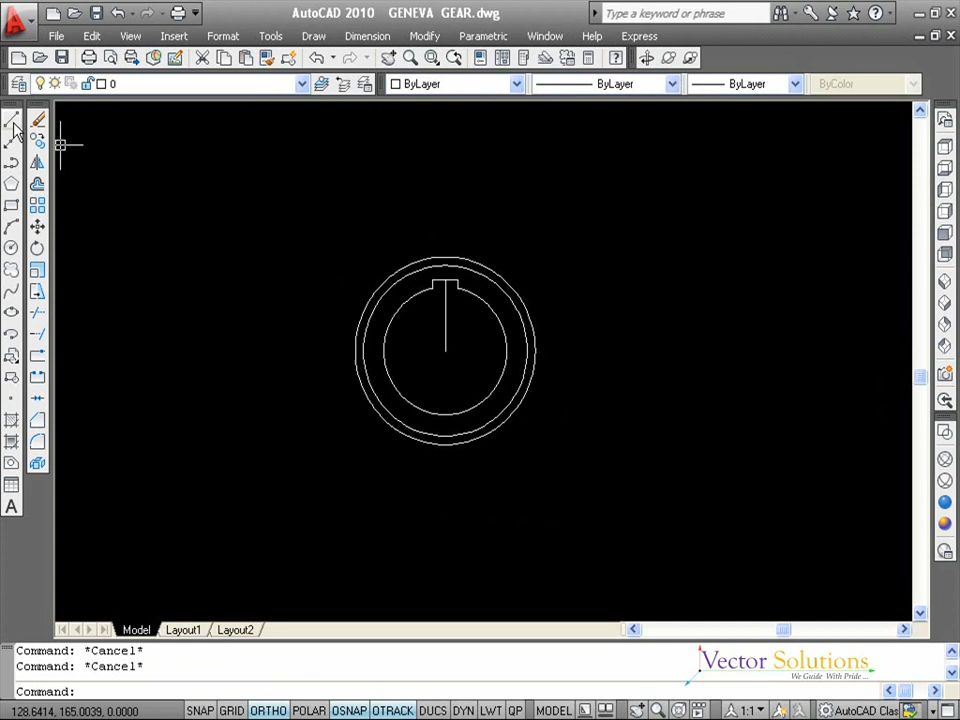 AutoCAD 2010   GENEVA GEAR.dwg
Type a keyword or phrase
File Edit View Insert Format Tools Draw Dimension Modify Parametric Window Help Express
0 ByLayer ByLayer ByLayer ByColor
A
Model Layout1 Layout2
Command: *Cancel*
Command: *Cancel*
Vector Solutions
We Guide With Pride ...
Command:
128.6414, 165.0039, 0.0000 SNAP GRID ORTHO POLAR OSNAP OTRACK DUCS DYN LWT QP MODEL 1:1 AutoCAD Clas